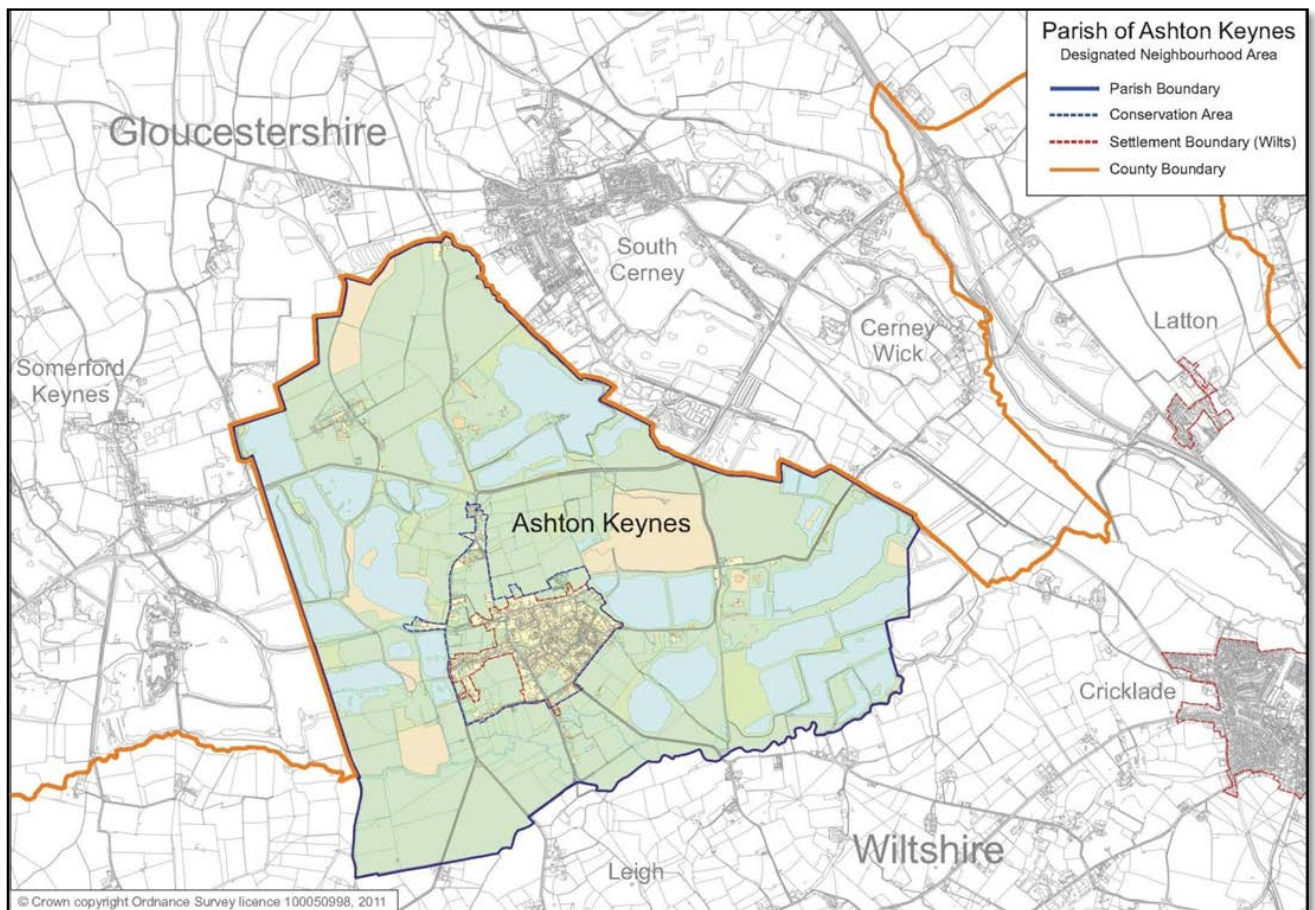 Parish of Ashton Keynes
Designated Neighbourhood Area
Parish Boundary
Conservation Area
Settlement Boundary (Wilts)
County Boundary
Gloucestershire
South
Cerney
Cerney
Wick
Latton
Somerford
Keynes
Ashton Keynes
Cricklade
Wiltshire
Leigh
© Crown copyright Ordnance Survey licence 100050998, 2011